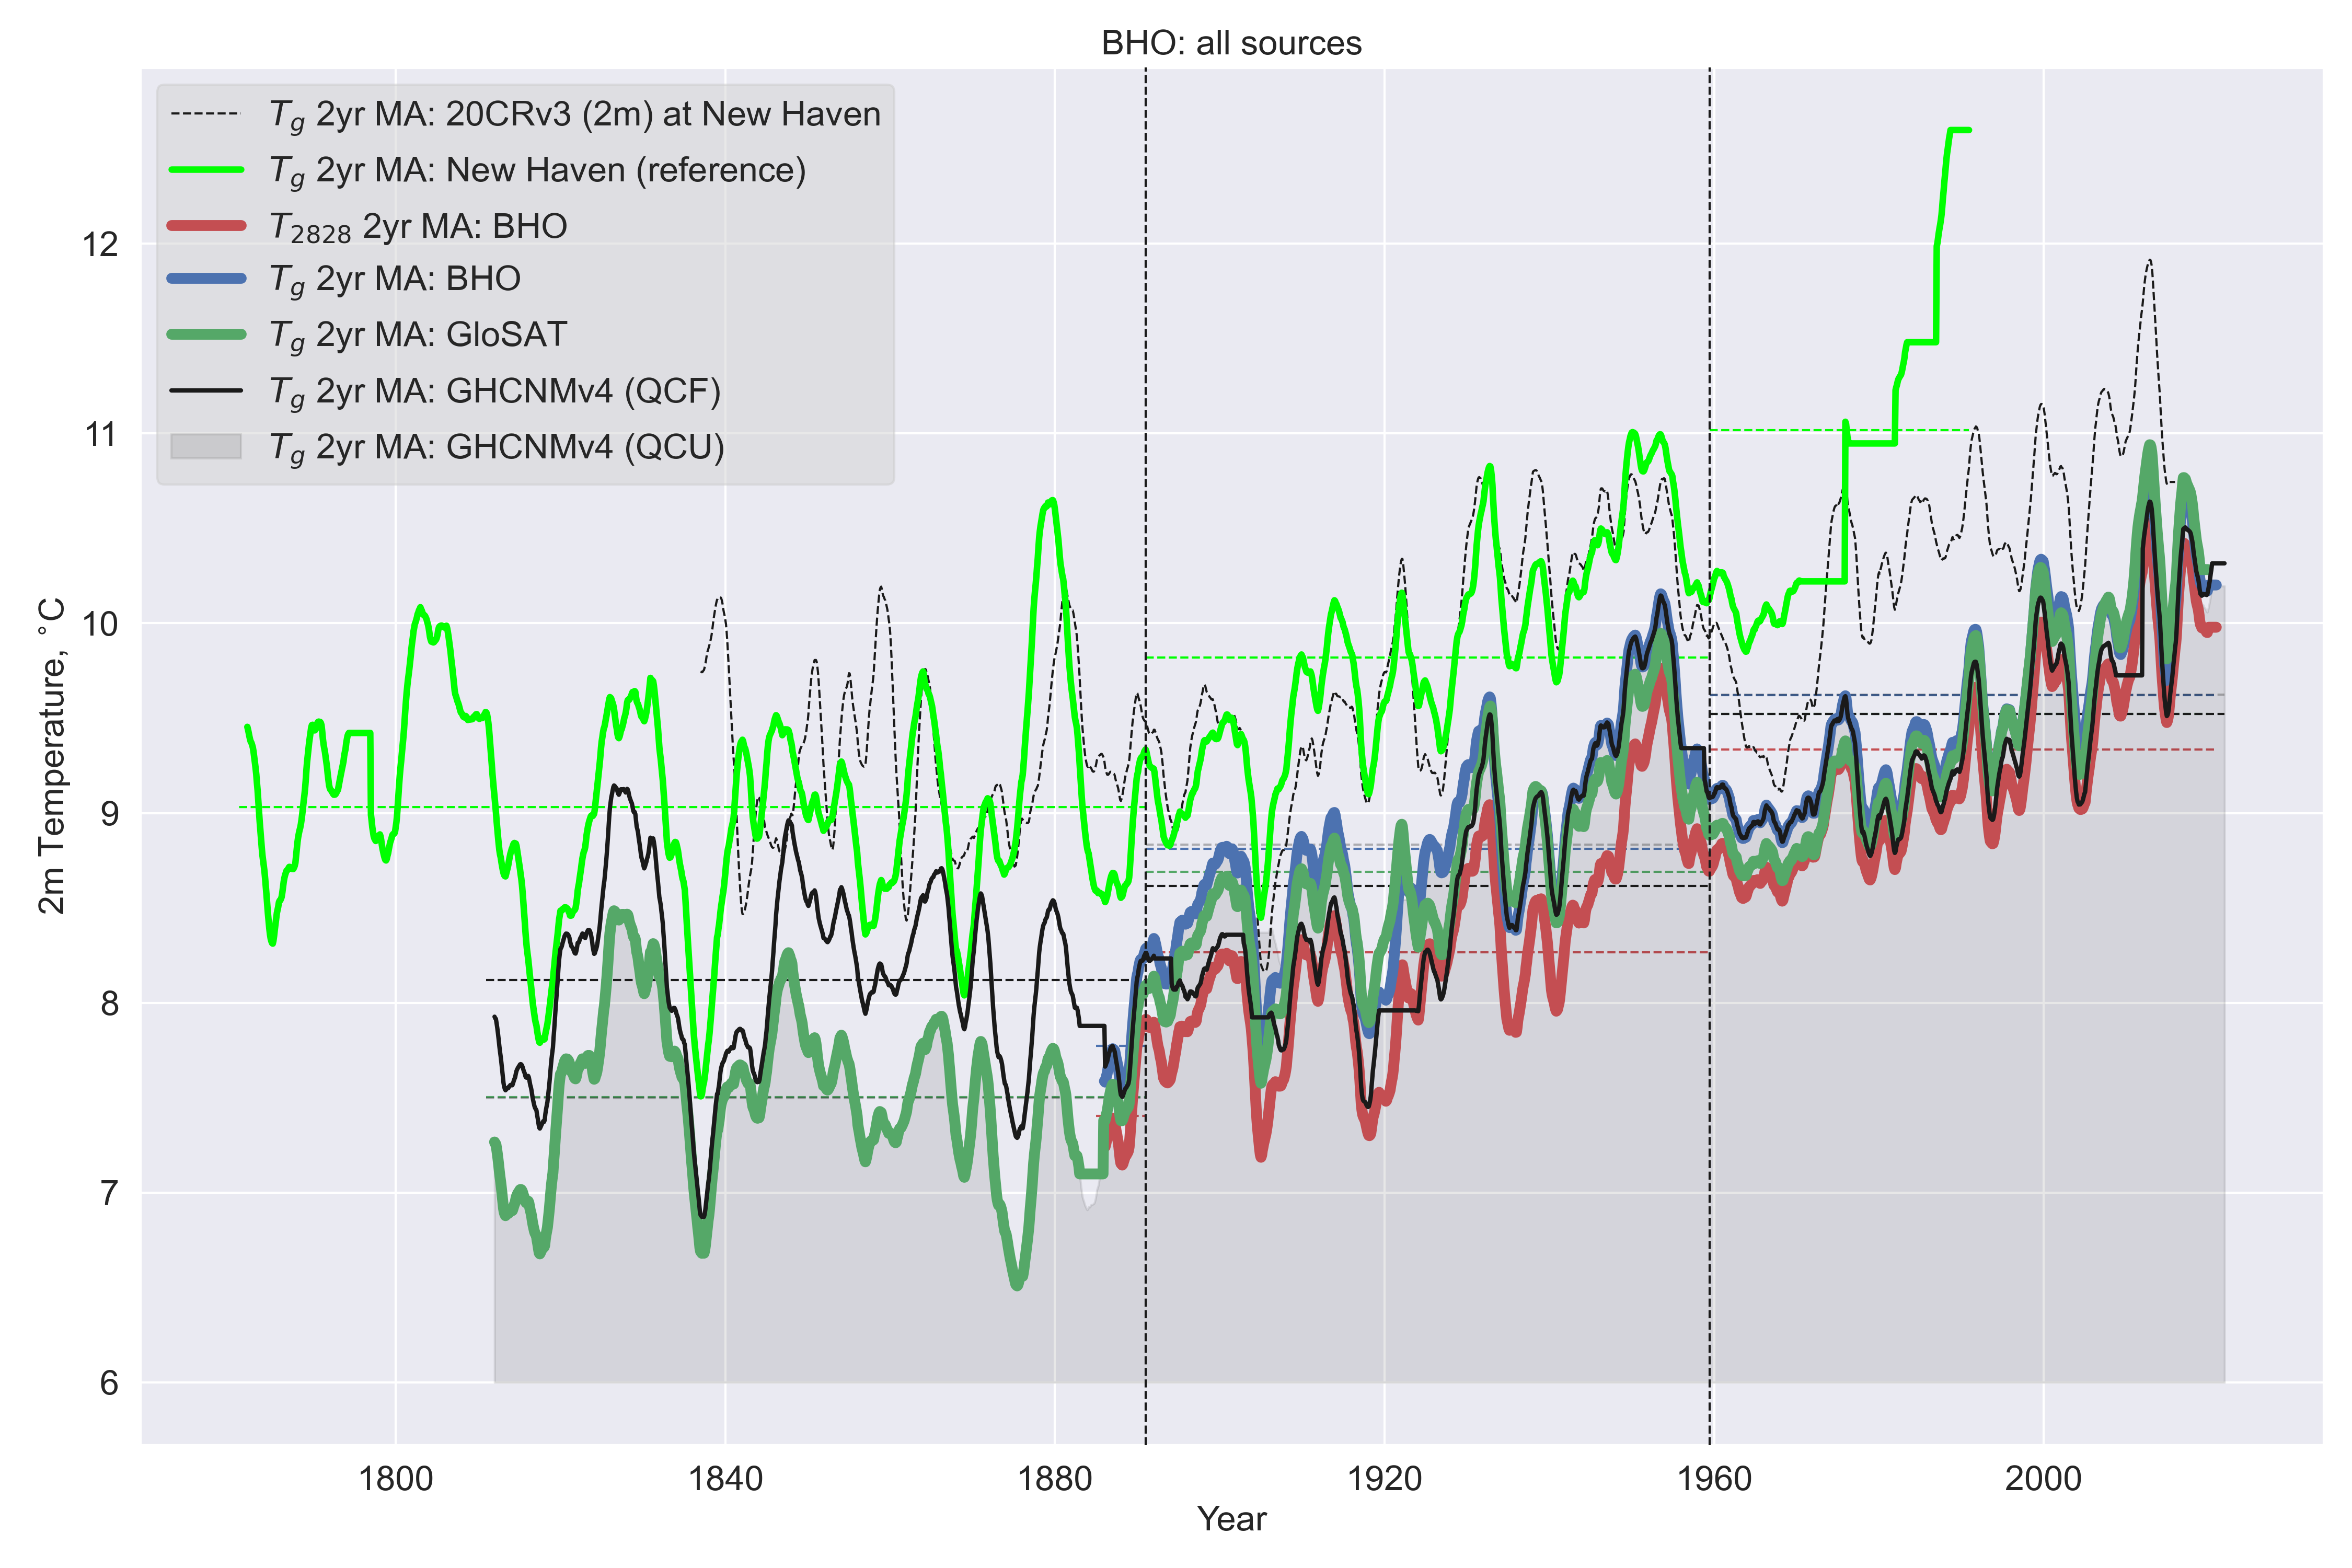 BHO: all sources
Tg 2yr MA: 20CRv3 (2m) at New Haven
Tg 2yr MA: New Haven (reference)
T2828 2yr MA: BHO
Tg 2yr MA: BHO
Tg 2yr MA: GloSAT
Tg 2yr MA: GHCNMv4 (QCF)
Tg 2yr MA: GHCNMv4 (QCU)
2m Temperature, °C
12
11
10
9
8
7
6
1800 1840 1880 1920 1960 2000
Year